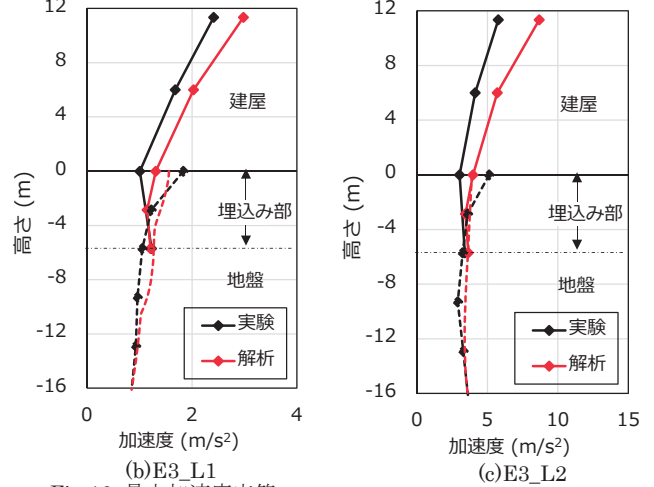 12
8
4
0
-4
-8
-12
-16
高さ (m)
建屋
埋込み部
地盤
実験
解析
0
2
4
加速度 (m/s²)
(b)E3_L1
12
8
4
0
-4
-8
-12
-16
高さ (m)
建屋
埋込み部
地盤
実験
解析
0
5
10
15
加速度 (m/s²)
(c)E3_L2